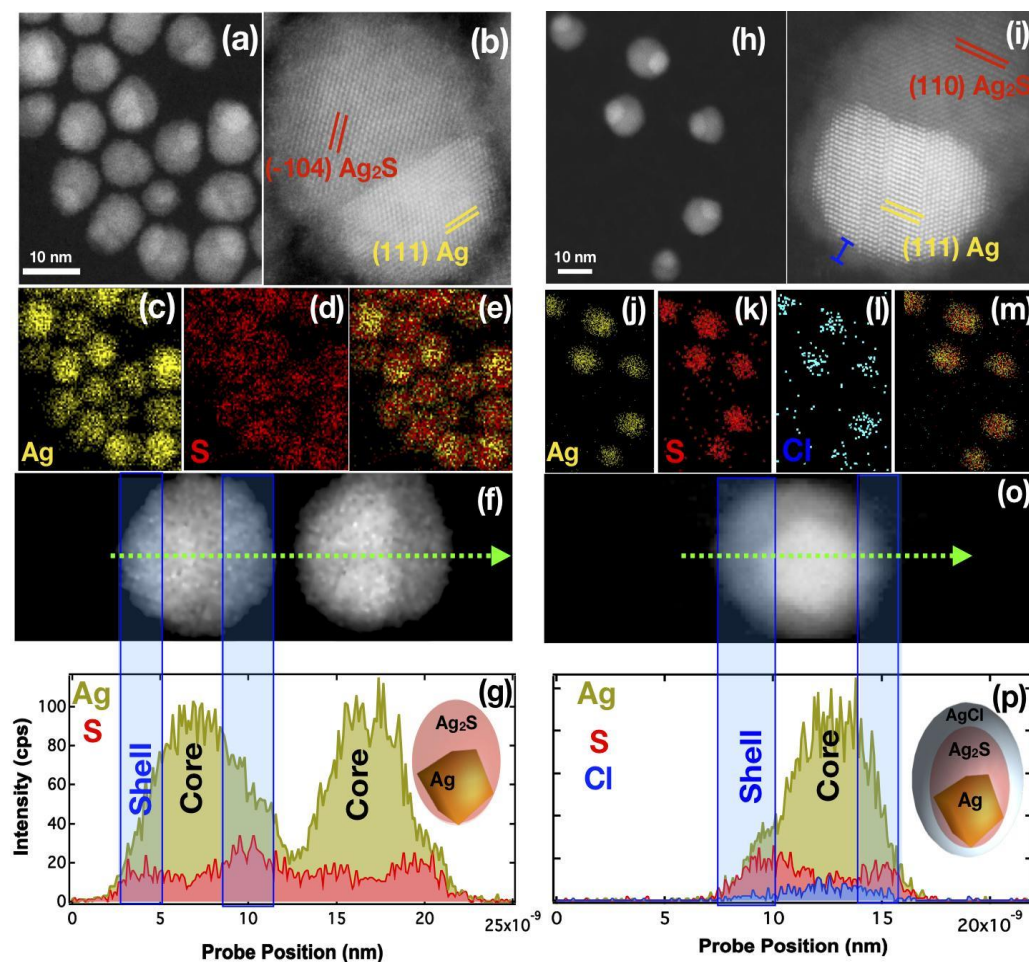 (a)
(b)
(-104) Ag₂S
(111) Ag
10 nm
(h)
(i)
(110) Ag₂S
(111) Ag
10 nm
(c)
(d)
(e)
Ag
S
(j)
(k)
(l)
(m)
Ag
S
Cl
(f)
(o)
(g)
Ag
S
Shell
Core
Core
Ag₂S
Ag
Intensity (cps)
100
80
60
40
20
0
0
5
10
15
20
25x10⁻⁹
Probe Position (nm)
(p)
Ag
S
Cl
Shell
Core
AgCl
Ag₂S
Ag
0
5
10
15
20x10⁻⁹
Probe Position (nm)